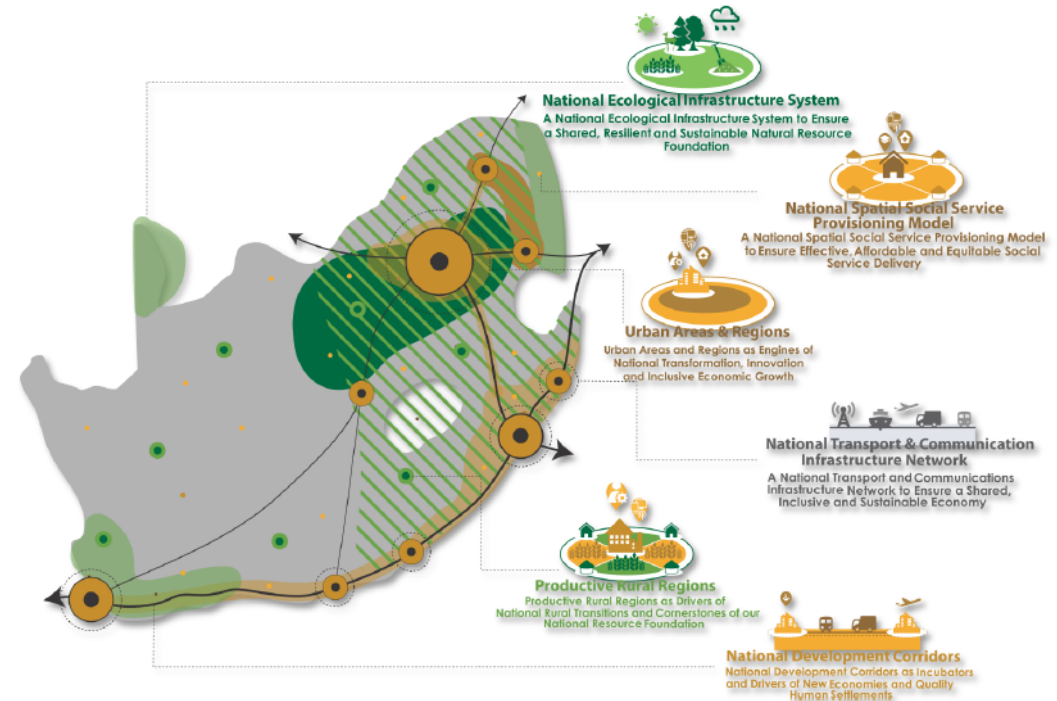 National Ecological Infrastructure System
A National Ecological Infrastructure System to Ensure
a Shared, Resilient and Sustainable Natural Resource
Foundation
National Spatial Social Service
Provisioning Model
A National Spatial Social Service Provisioning Model
to Ensure Effective, Affordable and Equitable Social
Service Delivery
Urban Areas & Regions
Urban Areas and Regions as Engines of
National Transformation, Innovation
and Inclusive Economic Growth
National Transport & Communication
Infrastructure Network
A National Transport and Communications
Infrastructure Network to Ensure a Shared,
Inclusive and Sustainable Economy
Productive Rural Regions
Productive Rural Regions as Drivers of
National Rural Transitions and Cornerstones of our
National Resource Foundation
National Development Corridors
National Development Corridors as Incubators
and Drivers of New Economies and Quality
Human Settlements